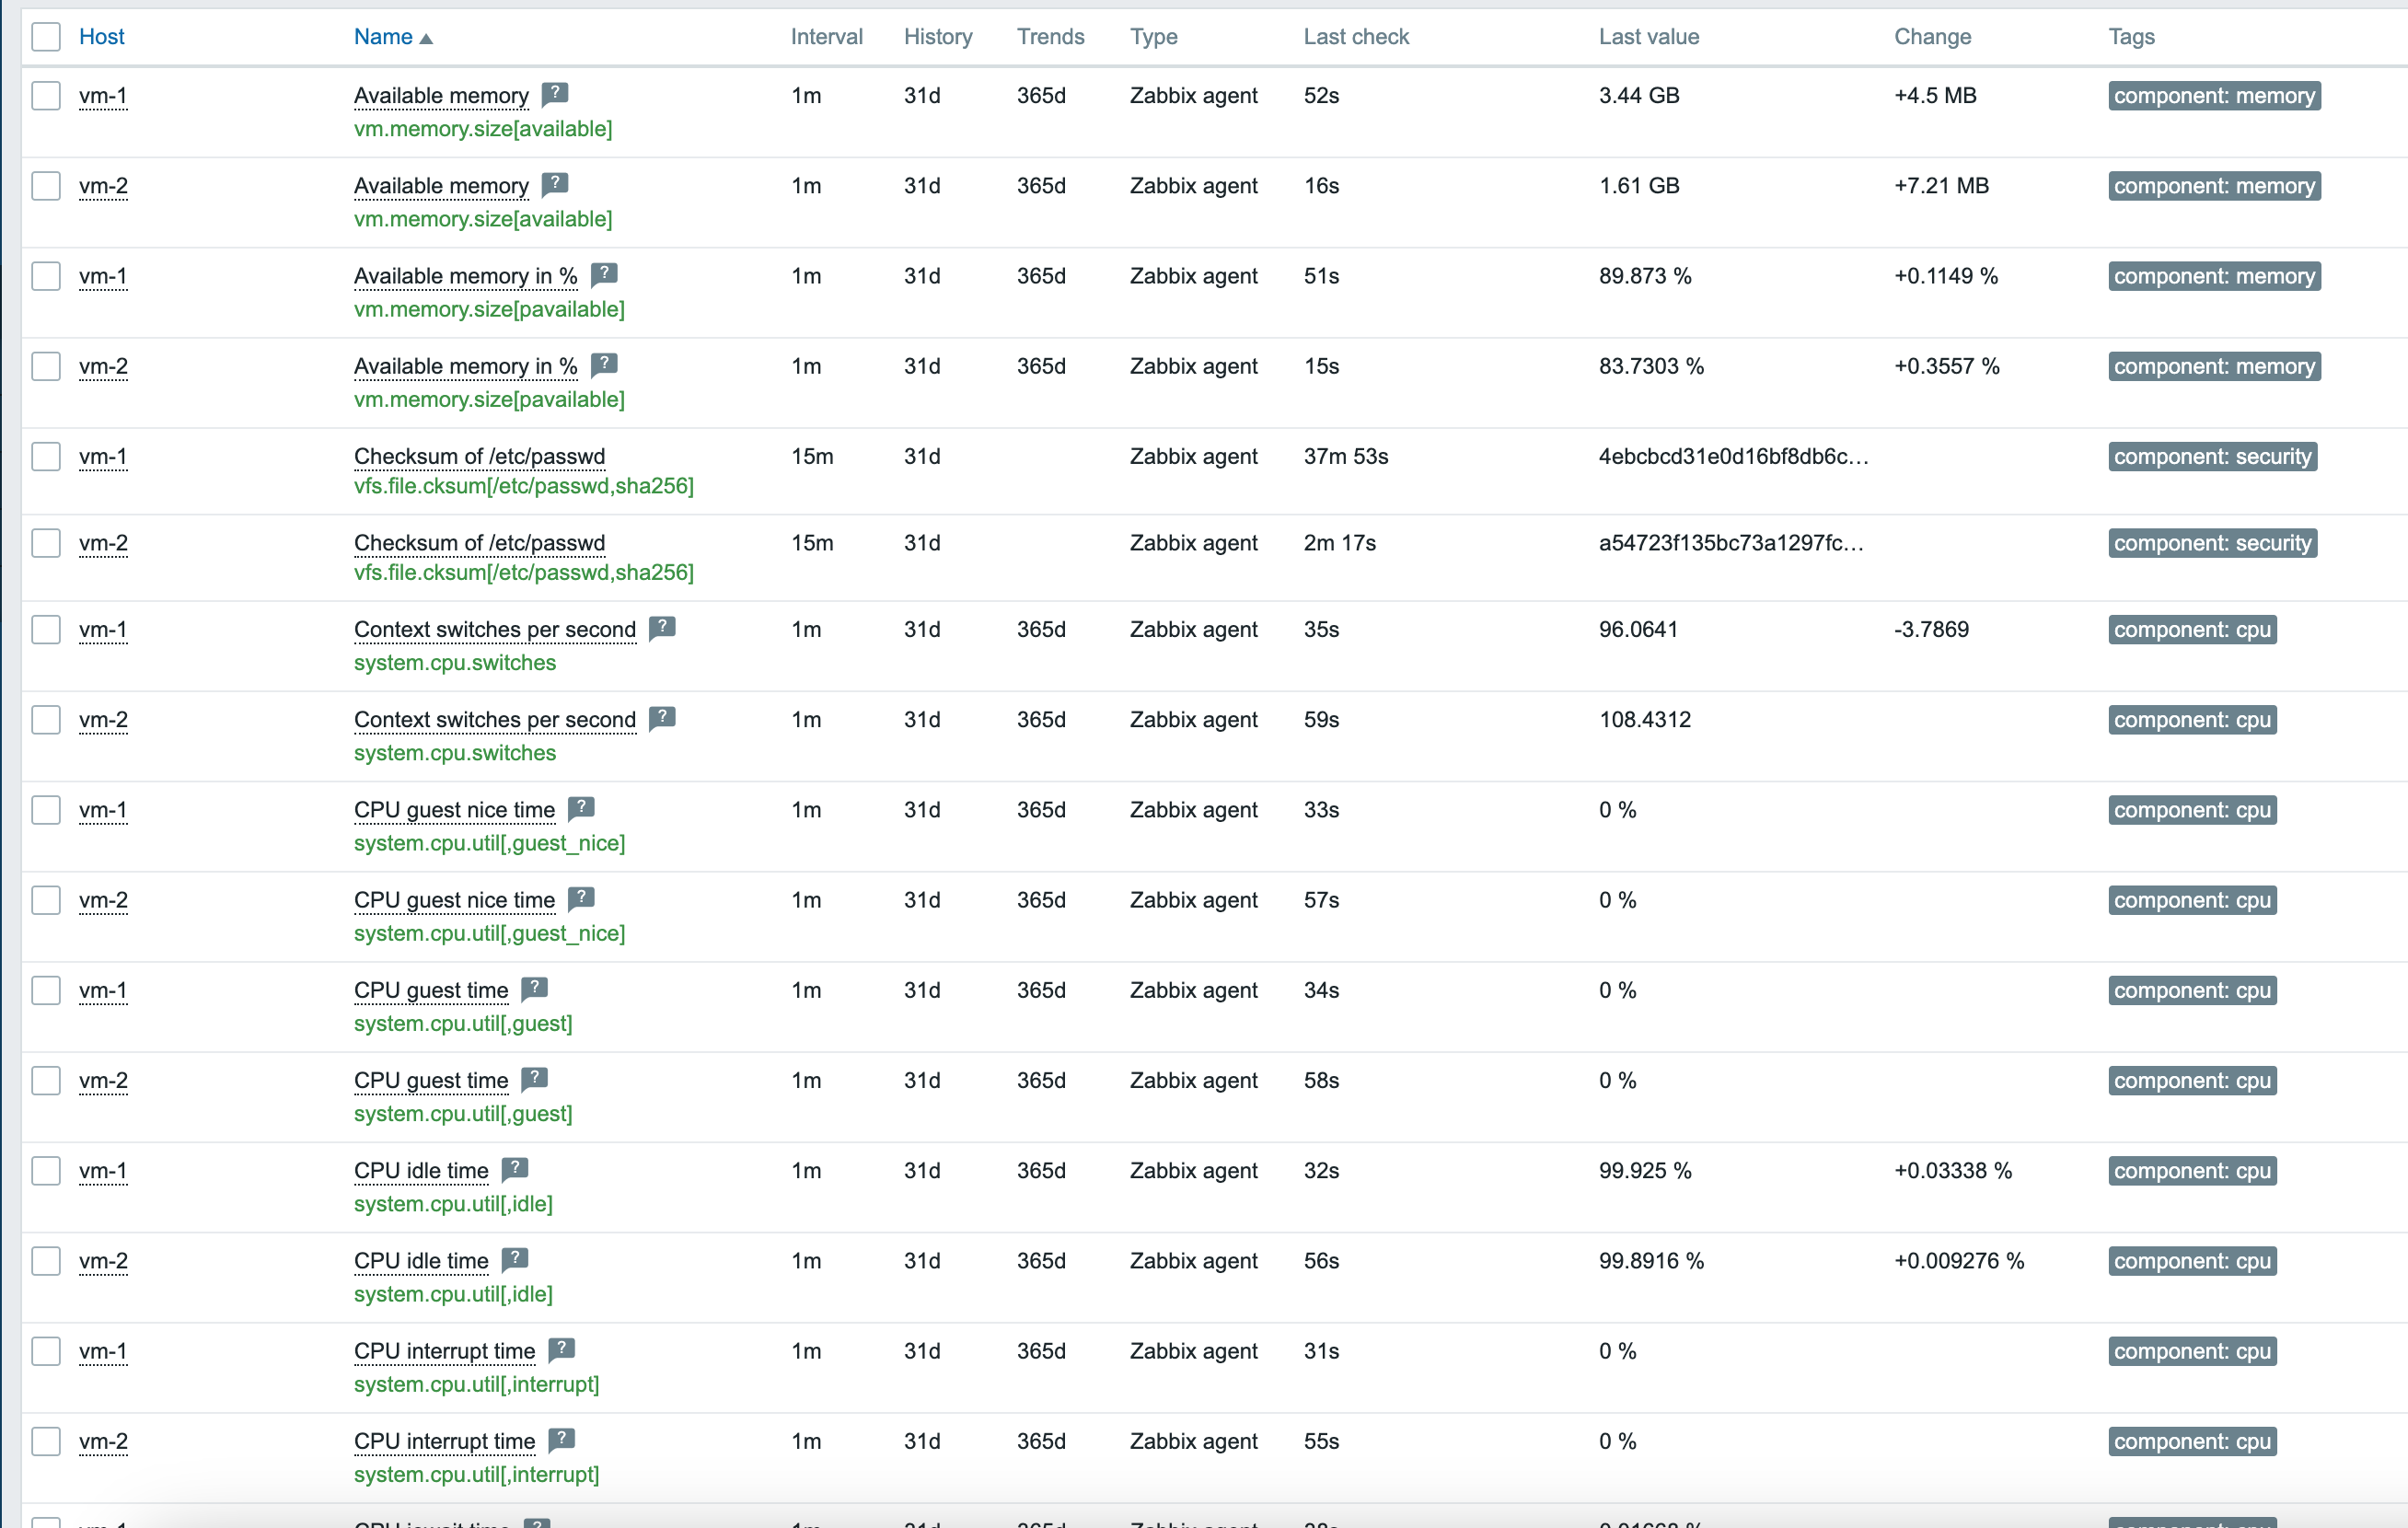 Host Name Interval History Trends Type Last check Last value Change Tags
vm-1 Available memory ? 1m 31d 365d Zabbix agent 52s 3.44 GB +4.5 MB component: memory
vm.memory.size[available]
vm-2 Available memory ? 1m 31d 365d Zabbix agent 16s 1.61 GB +7.21 MB component: memory
vm.memory.size[available]
vm-1 Available memory in % ? 1m 31d 365d Zabbix agent 51s 89.873 % +0.1149 % component: memory
vm.memory.size[pavailable]
vm-2 Available memory in % ? 1m 31d 365d Zabbix agent 15s 83.7303 % +0.3557 % component: memory
vm.memory.size[pavailable]
vm-1 Checksum of /etc/passwd 15m 31d Zabbix agent 37m 53s 4ebcbcd31e0d16bf8db6c... component: security
vfs.file.cksum[/etc/passwd,sha256]
vm-2 Checksum of /etc/passwd 15m 31d Zabbix agent 2m 17s a54723f135bc73a1297fc... component: security
vfs.file.cksum[/etc/passwd,sha256]
vm-1 Context switches per second ? 1m 31d 365d Zabbix agent 35s 96.0641 -3.7869 component: cpu
system.cpu.switches
vm-2 Context switches per second ? 1m 31d 365d Zabbix agent 59s 108.4312 component: cpu
system.cpu.switches
vm-1 CPU guest nice time ? 1m 31d 365d Zabbix agent 33s 0 % component: cpu
system.cpu.util[,guest_nice]
vm-2 CPU guest nice time ? 1m 31d 365d Zabbix agent 57s 0 % component: cpu
system.cpu.util[,guest_nice]
vm-1 CPU guest time ? 1m 31d 365d Zabbix agent 34s 0 % component: cpu
system.cpu.util[,guest]
vm-2 CPU guest time ? 1m 31d 365d Zabbix agent 58s 0 % component: cpu
system.cpu.util[,guest]
vm-1 CPU idle time ? 1m 31d 365d Zabbix agent 32s 99.925 % +0.03338 % component: cpu
system.cpu.util[,idle]
vm-2 CPU idle time ? 1m 31d 365d Zabbix agent 56s 99.8916 % +0.009276 % component: cpu
system.cpu.util[,idle]
vm-1 CPU interrupt time ? 1m 31d 365d Zabbix agent 31s 0 % component: cpu
system.cpu.util[,interrupt]
vm-2 CPU interrupt time ? 1m 31d 365d Zabbix agent 55s 0 % component: cpu
system.cpu.util[,interrupt]